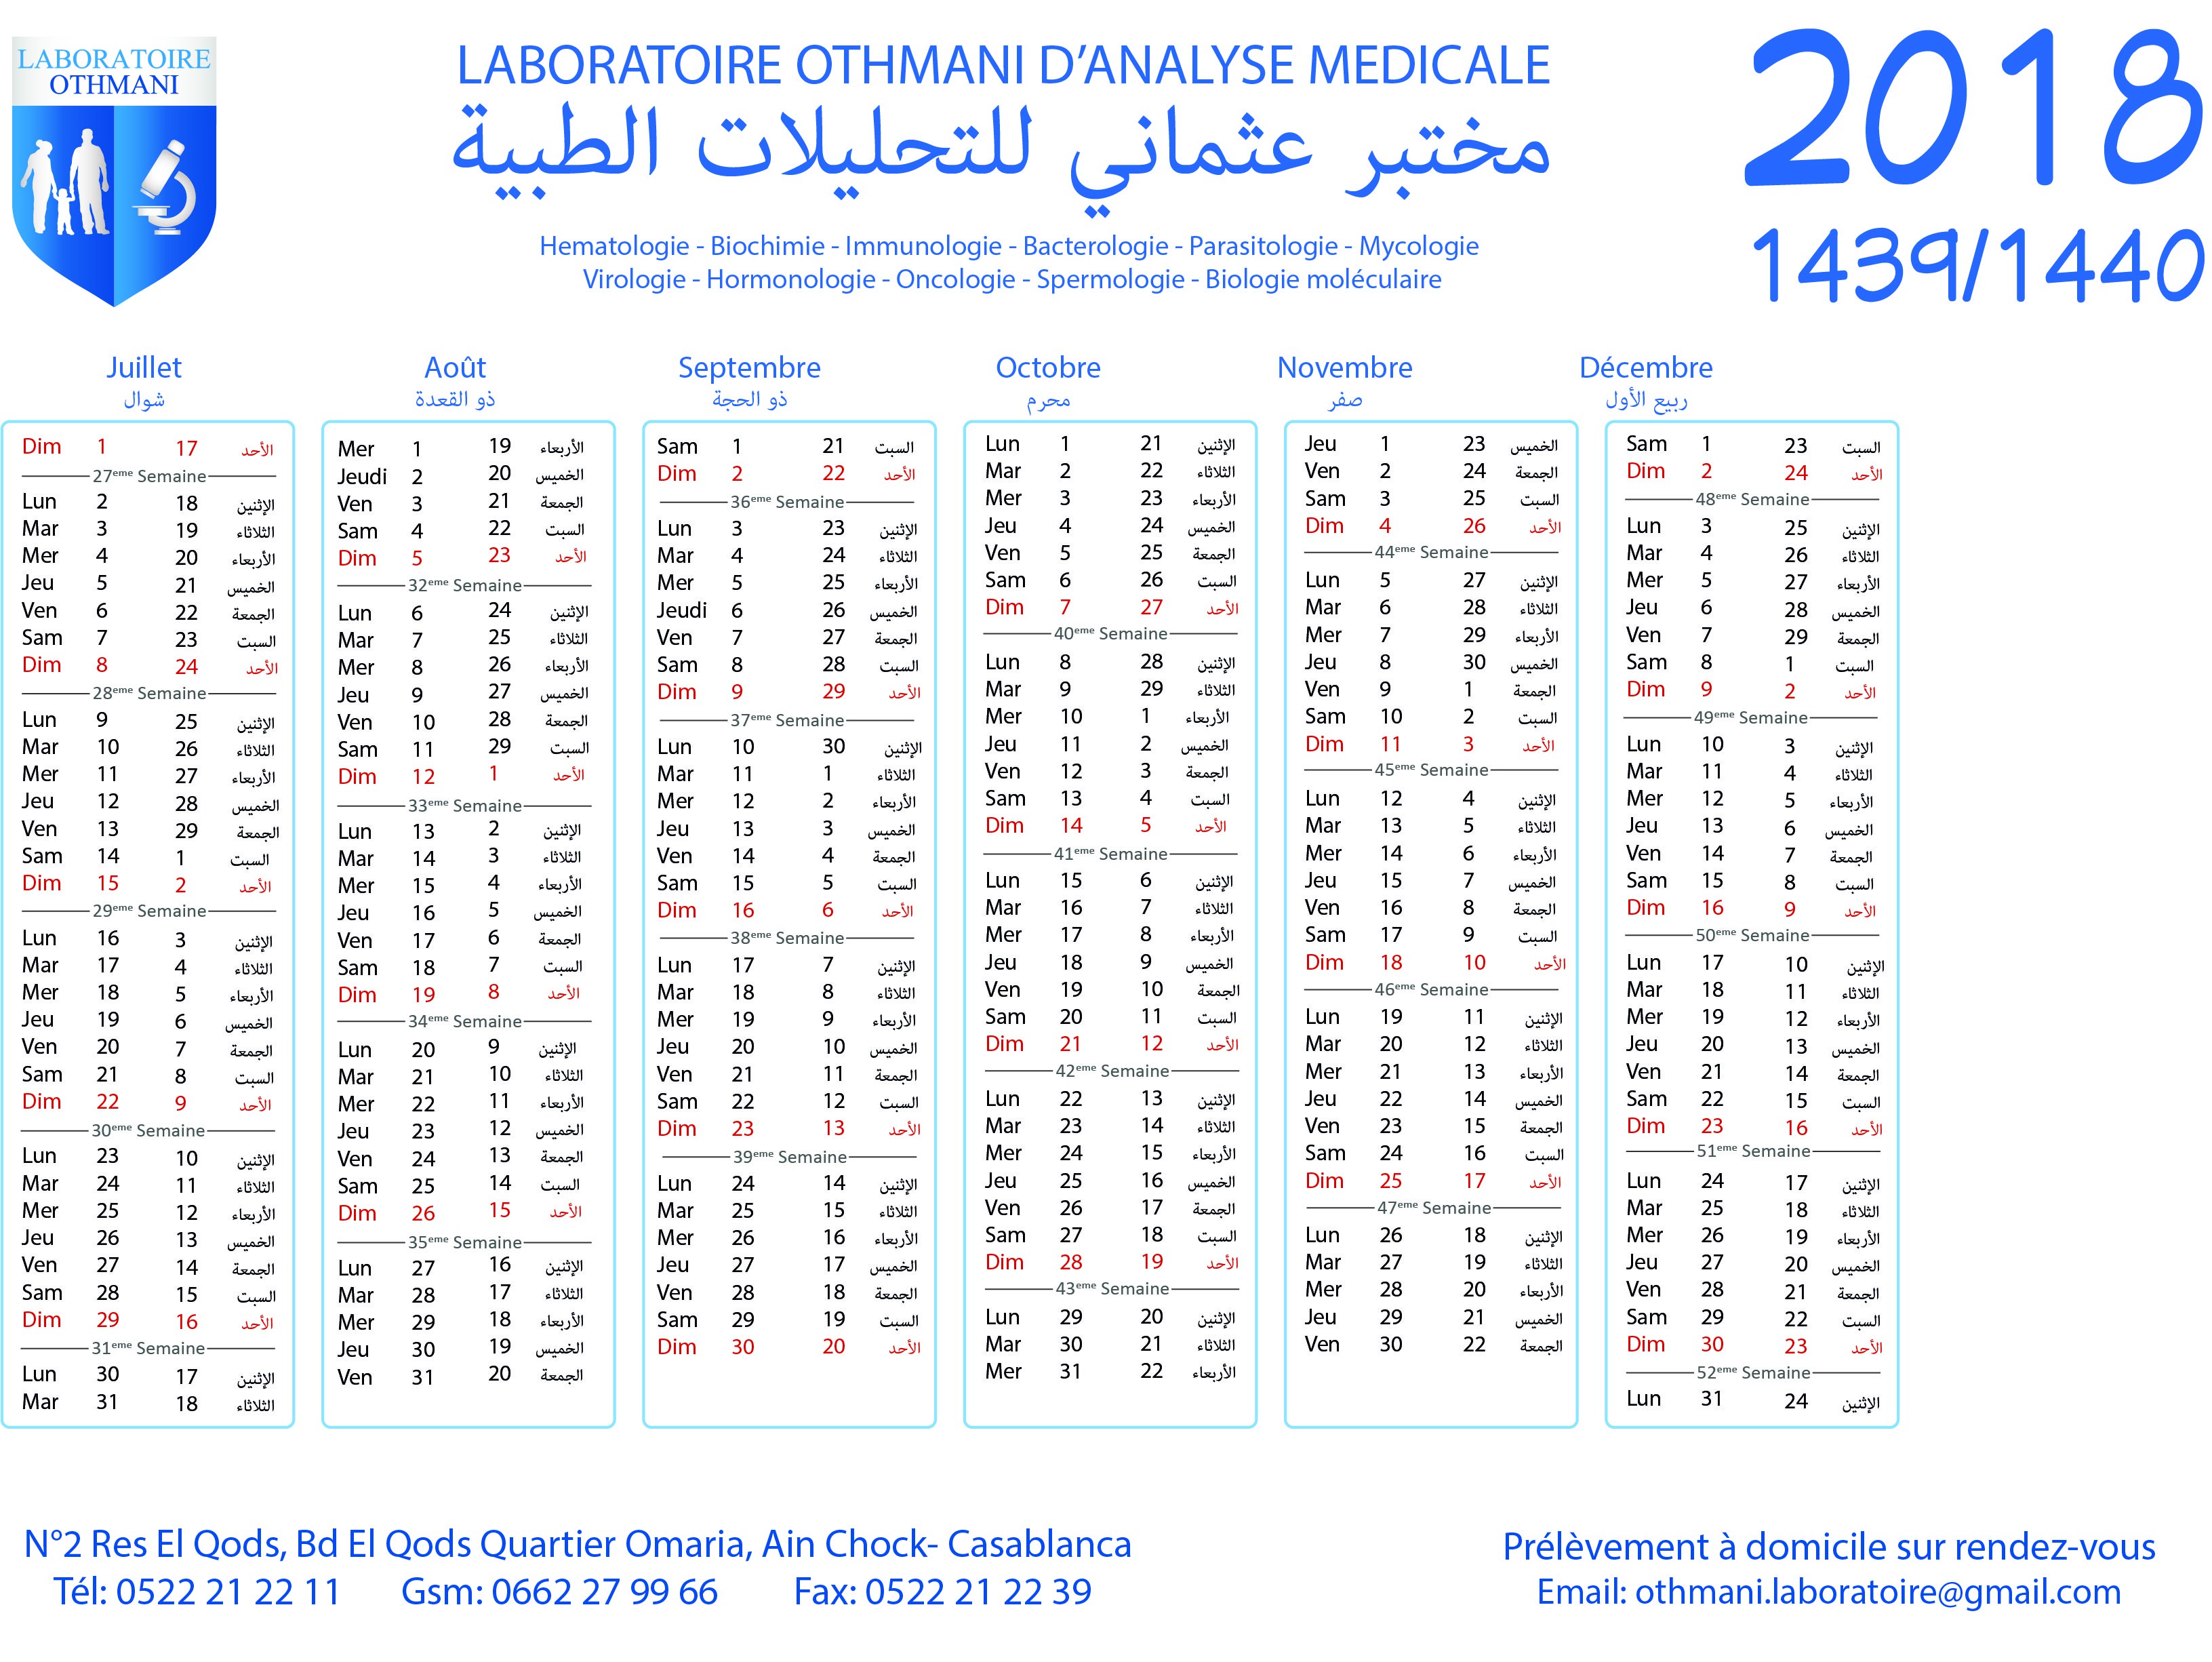 LABORATOIRE
OTHMANI
LABORATOIRE OTHMANI D’ANALYSE MEDICALE
مختبر عثماني للتحليلات الطبية
Hematologie - Biochimie - Immunologie - Bacterologie - Parasitologie - Mycologie
Virologie - Hormonologie - Oncologie - Spermologie - Biologie moléculaire
2018
1439/1440
Juillet
شوال
Dim 1 17 الأحد
27eme Semaine
Lun 2 18 الإثنين
Mar 3 19 الثلاثاء
Mer 4 20 الأربعاء
Jeu 5 21 الخميس
Ven 6 22 الجمعة
Sam 7 23 السبت
Dim 8 24 الأحد
28eme Semaine
Lun 9 25 الإثنين
Mar 10 26 الثلاثاء
Mer 11 27 الأربعاء
Jeu 12 28 الخميس
Ven 13 29 الجمعة
Sam 14 1 السبت
Dim 15 2 الأحد
29eme Semaine
Lun 16 3 الإثنين
Mar 17 4 الثلاثاء
Mer 18 5 الأربعاء
Jeu 19 6 الخميس
Ven 20 7 الجمعة
Sam 21 8 السبت
Dim 22 9 الأحد
30eme Semaine
Lun 23 10 الإثنين
Mar 24 11 الثلاثاء
Mer 25 12 الأربعاء
Jeu 26 13 الخميس
Ven 27 14 الجمعة
Sam 28 15 السبت
Dim 29 16 الأحد
31eme Semaine
Lun 30 17 الإثنين
Mar 31 18 الثلاثاء
Août
ذو القعدة
Mer 1 19 الأربعاء
Jeudi 2 20 الخميس
Ven 3 21 الجمعة
Sam 4 22 السبت
Dim 5 23 الأحد
32eme Semaine
Lun 6 24 الإثنين
Mar 7 25 الثلاثاء
Mer 8 26 الأربعاء
Jeu 9 27 الخميس
Ven 10 28 الجمعة
Sam 11 29 السبت
Dim 12 1 الأحد
33eme Semaine
Lun 13 2 الإثنين
Mar 14 3 الثلاثاء
Mer 15 4 الأربعاء
Jeu 16 5 الخميس
Ven 17 6 الجمعة
Sam 18 7 السبت
Dim 19 8 الأحد
34eme Semaine
Lun 20 9 الإثنين
Mar 21 10 الثلاثاء
Mer 22 11 الأربعاء
Jeu 23 12 الخميس
Ven 24 13 الجمعة
Sam 25 14 السبت
Dim 26 15 الأحد
35eme Semaine
Lun 27 16 الإثنين
Mar 28 17 الثلاثاء
Mer 29 18 الأربعاء
Jeu 30 19 الخميس
Ven 31 20 الجمعة
Septembre
ذو الحجة
Sam 1 21 السبت
Dim 2 22 الأحد
36eme Semaine
Lun 3 23 الإثنين
Mar 4 24 الثلاثاء
Mer 5 25 الأربعاء
Jeudi 6 26 الخميس
Ven 7 27 الجمعة
Sam 8 28 السبت
Dim 9 29 الأحد
37eme Semaine
Lun 10 30 الإثنين
Mar 11 1 الثلاثاء
Mer 12 2 الأربعاء
Jeu 13 3 الخميس
Ven 14 4 الجمعة
Sam 15 5 السبت
Dim 16 6 الأحد
38eme Semaine
Lun 17 7 الإثنين
Mar 18 8 الثلاثاء
Mer 19 9 الأربعاء
Jeu 20 10 الخميس
Ven 21 11 الجمعة
Sam 22 12 السبت
Dim 23 13 الأحد
39eme Semaine
Lun 24 14 الإثنين
Mar 25 15 الثلاثاء
Mer 26 16 الأربعاء
Jeu 27 17 الخميس
Ven 28 18 الجمعة
Sam 29 19 السبت
Dim 30 20 الأحد
Octobre
محرم
Lun 1 21 الإثنين
Mar 2 22 الثلاثاء
Mer 3 23 الأربعاء
Jeu 4 24 الخميس
Ven 5 25 الجمعة
Sam 6 26 السبت
Dim 7 27 الأحد
40eme Semaine
Lun 8 28 الإثنين
Mar 9 29 الثلاثاء
Mer 10 1 الأربعاء
Jeu 11 2 الخميس
Ven 12 3 الجمعة
Sam 13 4 السبت
Dim 14 5 الأحد
41eme Semaine
Lun 15 6 الإثنين
Mar 16 7 الثلاثاء
Mer 17 8 الأربعاء
Jeu 18 9 الخميس
Ven 19 10 الجمعة
Sam 20 11 السبت
Dim 21 12 الأحد
42eme Semaine
Lun 22 13 الإثنين
Mar 23 14 الثلاثاء
Mer 24 15 الأربعاء
Jeu 25 16 الخميس
Ven 26 17 الجمعة
Sam 27 18 السبت
Dim 28 19 الأحد
43eme Semaine
Lun 29 20 الإثنين
Mar 30 21 الثلاثاء
Mer 31 22 الأربعاء
Novembre
صفر
Jeu 1 23 الخميس
Ven 2 24 الجمعة
Sam 3 25 السبت
Dim 4 26 الأحد
44eme Semaine
Lun 5 27 الإثنين
Mar 6 28 الثلاثاء
Mer 7 29 الأربعاء
Jeu 8 30 الخميس
Ven 9 1 الجمعة
Sam 10 2 السبت
Dim 11 3 الأحد
45eme Semaine
Lun 12 4 الإثنين
Mar 13 5 الثلاثاء
Mer 14 6 الأربعاء
Jeu 15 7 الخميس
Ven 16 8 الجمعة
Sam 17 9 السبت
Dim 18 10 الأحد
46eme Semaine
Lun 19 11 الإثنين
Mar 20 12 الثلاثاء
Mer 21 13 الأربعاء
Jeu 22 14 الخميس
Ven 23 15 الجمعة
Sam 24 16 السبت
Dim 25 17 الأحد
47eme Semaine
Lun 26 18 الإثنين
Mar 27 19 الثلاثاء
Mer 28 20 الأربعاء
Jeu 29 21 الخميس
Ven 30 22 الجمعة
Décembre
ربيع الأول
Sam 1 23 السبت
Dim 2 24 الأحد
48eme Semaine
Lun 3 25 الإثنين
Mar 4 26 الثلاثاء
Mer 5 27 الأربعاء
Jeu 6 28 الخميس
Ven 7 29 الجمعة
Sam 8 1 السبت
Dim 9 2 الأحد
49eme Semaine
Lun 10 3 الإثنين
Mar 11 4 الثلاثاء
Mer 12 5 الأربعاء
Jeu 13 6 الخميس
Ven 14 7 الجمعة
Sam 15 8 السبت
Dim 16 9 الأحد
50eme Semaine
Lun 17 10 الإثنين
Mar 18 11 الثلاثاء
Mer 19 12 الأربعاء
Jeu 20 13 الخميس
Ven 21 14 الجمعة
Sam 22 15 السبت
Dim 23 16 الأحد
51eme Semaine
Lun 24 17 الإثنين
Mar 25 18 الثلاثاء
Mer 26 19 الأربعاء
Jeu 27 20 الخميس
Ven 28 21 الجمعة
Sam 29 22 السبت
Dim 30 23 الأحد
52eme Semaine
Lun 31 24 الإثنين
N°2 Res El Qods, Bd El Qods Quartier Omaria, Ain Chock- Casablanca
Tél: 0522 21 22 11 Gsm: 0662 27 99 66 Fax: 0522 21 22 39
Prélèvement à domicile sur rendez-vous
Email: othmani.laboratoire@gmail.com